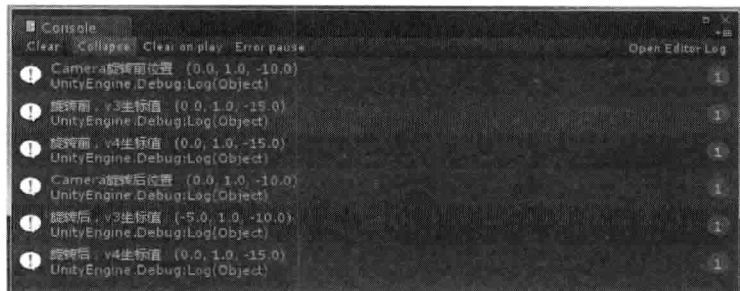 Console
Clear Collapse Clear on play Error pause Open Editor Log
Camera旋转前位置 (0.0, 1.0, -10.0)
UnityEngine.Debug:Log(Object)
1
旋转前，v3坐标值 (0.0, 1.0, -15.0)
UnityEngine.Debug:Log(Object)
1
旋转前，v4坐标值 (0.0, 1.0, -15.0)
UnityEngine.Debug:Log(Object)
1
Camera旋转后位置 (0.0, 1.0, -10.0)
UnityEngine.Debug:Log(Object)
1
旋转后，v3坐标值 (-5.0, 1.0, -10.0)
UnityEngine.Debug:Log(Object)
1
旋转后，v4坐标值 (0.0, 1.0, -15.0)
UnityEngine.Debug:Log(Object)
1